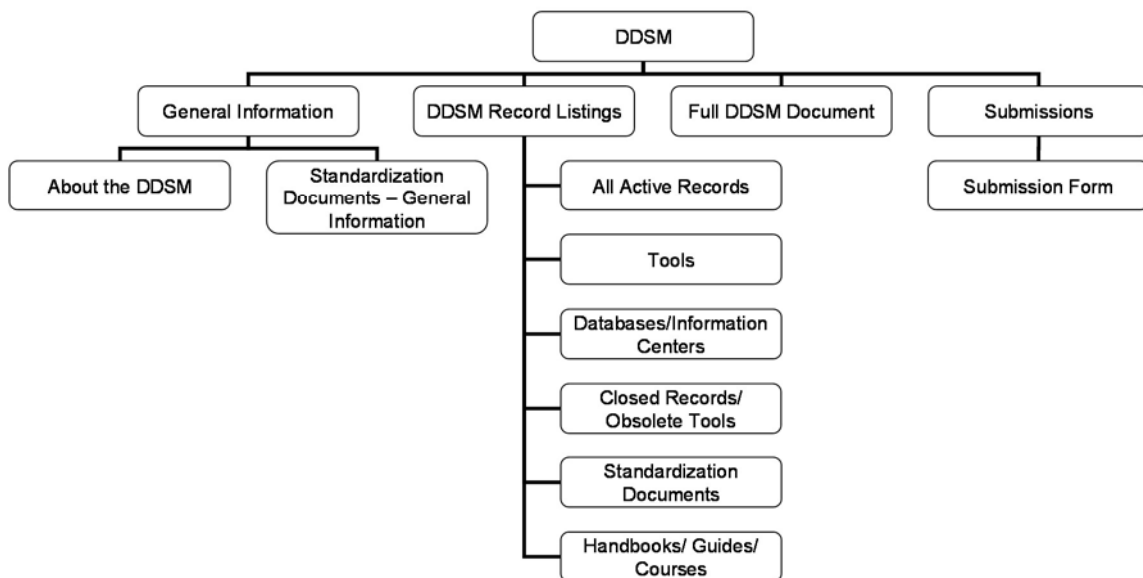 DDSM
General Information
DDSM Record Listings
Full DDSM Document
Submissions
About the DDSM
Standardization
Documents – General
Information
All Active Records
Submission Form
Tools
Databases/Information
Centers
Closed Records/
Obsolete Tools
Standardization
Documents
Handbooks/ Guides/
Courses